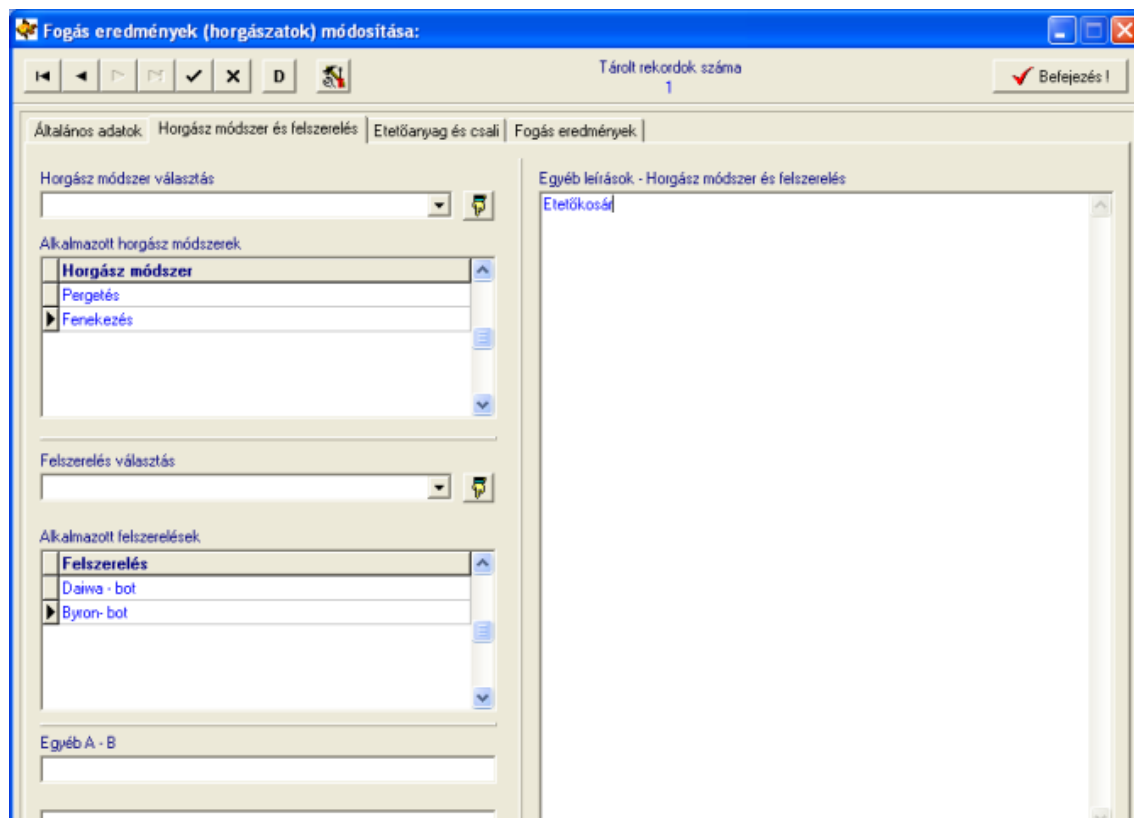 Fogás eredmények (horgászatok) módosítása:
D
Tárolt rekordok száma
1
Befejezés !
Általános adatok
Horgász módszer és felszerelés
Etetőanyag és csali
Fogás eredmények
Horgász módszer választás
Alkalmazott horgász módszerek
Horgász módszer
Pergetés
Fenekezés
Felszerelés választás
Alkalmazott felszerelések
Felszerelés
Daiwa - bot
Byron- bot
Egyéb A - B
Egyéb leírások - Horgász módszer és felszerelés
Etetőkosár